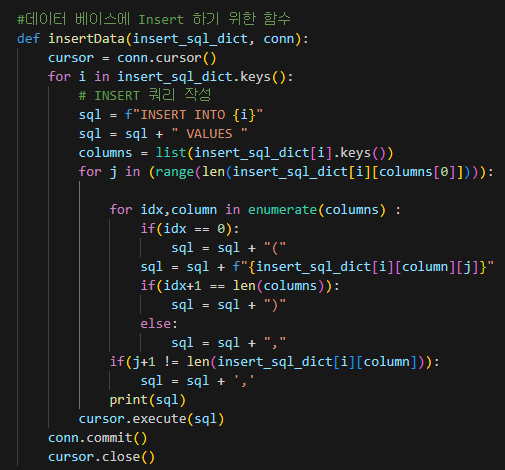 #데이터 베이스에 Insert 하기 위한 함수
def insertData(insert_sql_dict, conn):
    cursor = conn.cursor()
    for i in insert_sql_dict.keys():
        # INSERT 쿼리 작성
        sql = f"INSERT INTO {i}"
        sql = sql + " VALUES "
        columns = list(insert_sql_dict[i].keys())
        for j in (range(len(insert_sql_dict[i][columns[0]]))):

            for idx,column in enumerate(columns) :
                if(idx == 0):
                    sql = sql + "("
                sql = sql + f"{insert_sql_dict[i][column][j]}"
                if(idx+1 == len(columns)):
                    sql = sql + ")"
                else:
                    sql = sql + ","
            if(j+1 != len(insert_sql_dict[i][column])):
                sql = sql + ','
            print(sql)
        cursor.execute(sql)
    conn.commit()
    cursor.close()